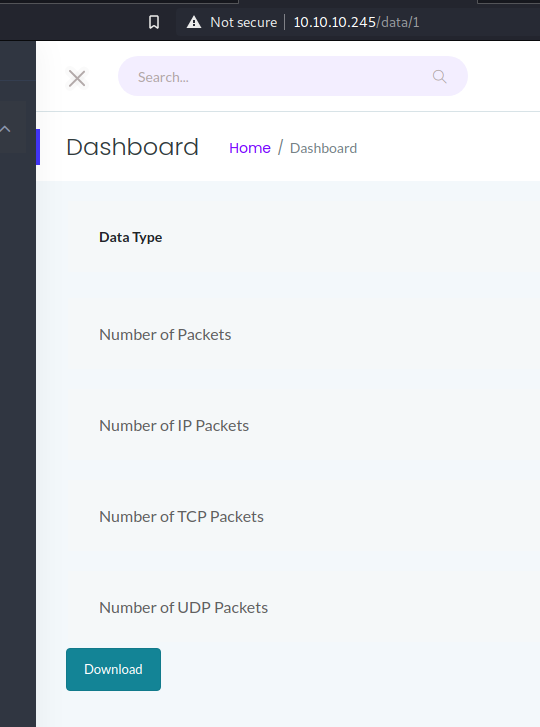 Not secure 10.10.10.245/data/1
Search...
Dashboard Home / Dashboard
Data Type
Number of Packets
Number of IP Packets
Number of TCP Packets
Number of UDP Packets
Download